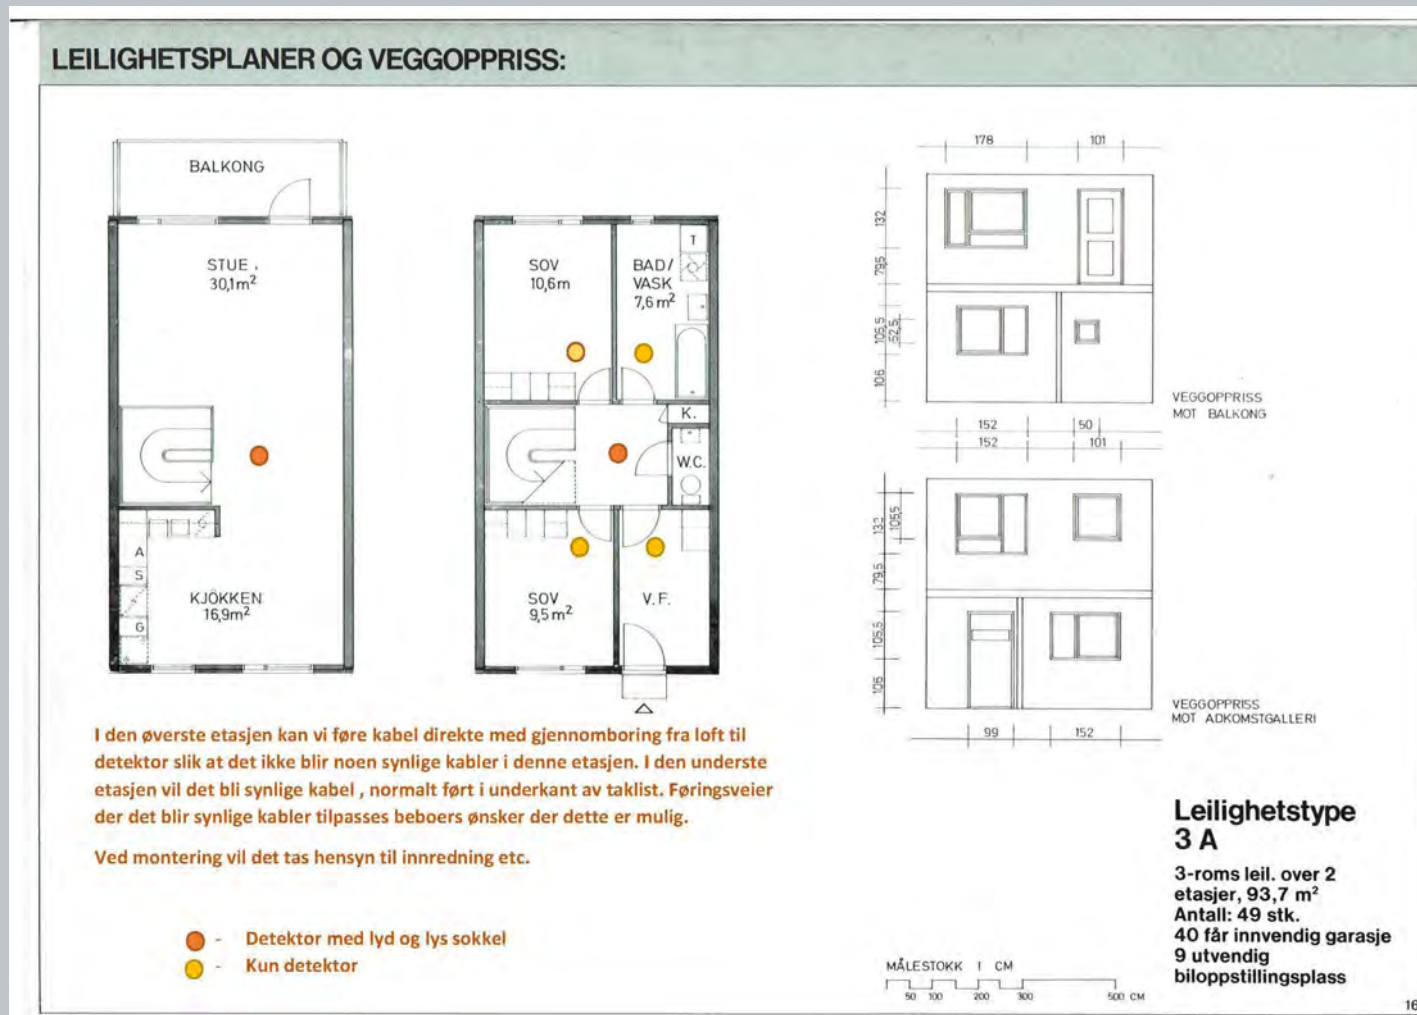 LEILIGHETSPLANER OG VEGGOPPRISS:
BALKONG
STUE
30,1m²
A
S
G
KJÖKKEN
16,9m²
SOV
10,6m
BAD/
VASK
7,6m²
T
K.
W.C.
SOV
9,5m²
V.F.
178
101
132
79,5
105,5
62,5
106
VEGGOPPRISS
MOT BALKONG
152
50
152
101
132
105,5
79,5
105,5
106
99
152
VEGGOPPRISS
MOT ADKOMSTGALLERI
I den øverste etasjen kan vi føre kabel direkte med gjennomboring fra loft til
detektor slik at det ikke blir noen synlige kabler i denne etasjen. I den underste
etasjen vil det bli synlige kabel , normalt ført i underkant av taklist. Føringsveier
der det blir synlige kabler tilpasses beboers ønsker der dette er mulig.
Ved montering vil det tas hensyn til innredning etc.
- Detektor med lyd og lys sokkel
- Kun detektor
Leilighetstype
3 A
3-roms leil. over 2
etasjer, 93,7 m²
Antall: 49 stk.
40 får innvendig garasje
9 utvendig
biloppstillingsplass
MÅLESTOKK I CM
50 100 200 300 500 CM
16